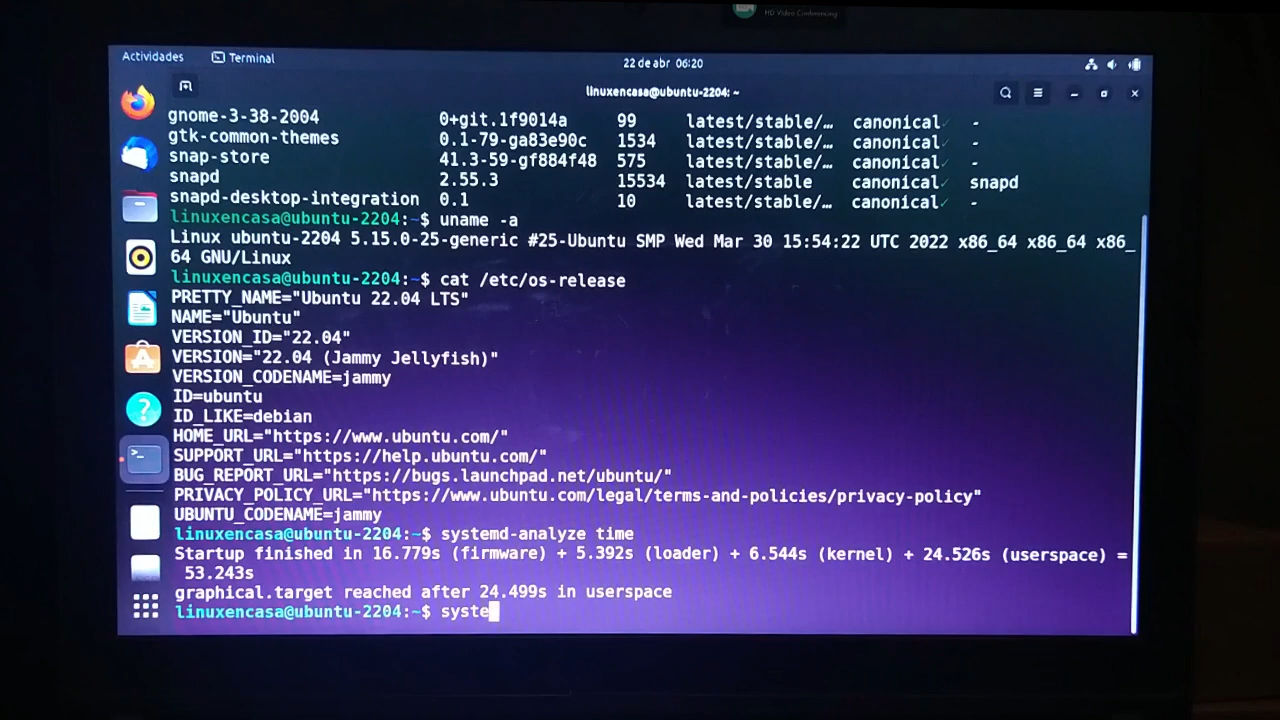 HD Video Conferencing
Actividades Terminal 22 de abr 06:20
linuxencasa@ubuntu-2204: ~
gnome-3-38-2004 0+git.1f9014a 99 latest/stable/… canonical✓ -
gtk-common-themes 0.1-79-ga83e90c 1534 latest/stable/… canonical✓ -
snap-store 41.3-59-gf884f48 575 latest/stable/… canonical✓ -
snapd 2.55.3 15534 latest/stable canonical✓ snapd
snapd-desktop-integration 0.1 10 latest/stable/… canonical✓ -
linuxencasa@ubuntu-2204:~$ uname -a
Linux ubuntu-2204 5.15.0-25-generic #25-Ubuntu SMP Wed Mar 30 15:54:22 UTC 2022 x86_64 x86_64 x86_
64 GNU/Linux
linuxencasa@ubuntu-2204:~$ cat /etc/os-release
PRETTY_NAME="Ubuntu 22.04 LTS"
NAME="Ubuntu"
VERSION_ID="22.04"
VERSION="22.04 (Jammy Jellyfish)"
VERSION_CODENAME=jammy
ID=ubuntu
ID_LIKE=debian
HOME_URL="https://www.ubuntu.com/"
SUPPORT_URL="https://help.ubuntu.com/"
BUG_REPORT_URL="https://bugs.launchpad.net/ubuntu/"
PRIVACY_POLICY_URL="https://www.ubuntu.com/legal/terms-and-policies/privacy-policy"
UBUNTU_CODENAME=jammy
linuxencasa@ubuntu-2204:~$ systemd-analyze time
Startup finished in 16.779s (firmware) + 5.392s (loader) + 6.544s (kernel) + 24.526s (userspace) =
53.243s
graphical.target reached after 24.499s in userspace
linuxencasa@ubuntu-2204:~$ syste